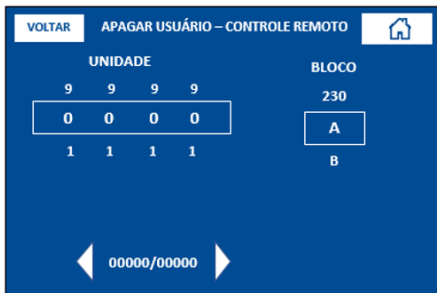 VOLTAR APAGAR USUÁRIO – CONTROLE REMOTO
UNIDADE BLOCO
9 9 9 9 230
0 0 0 0 A
1 1 1 1 B
00000/00000